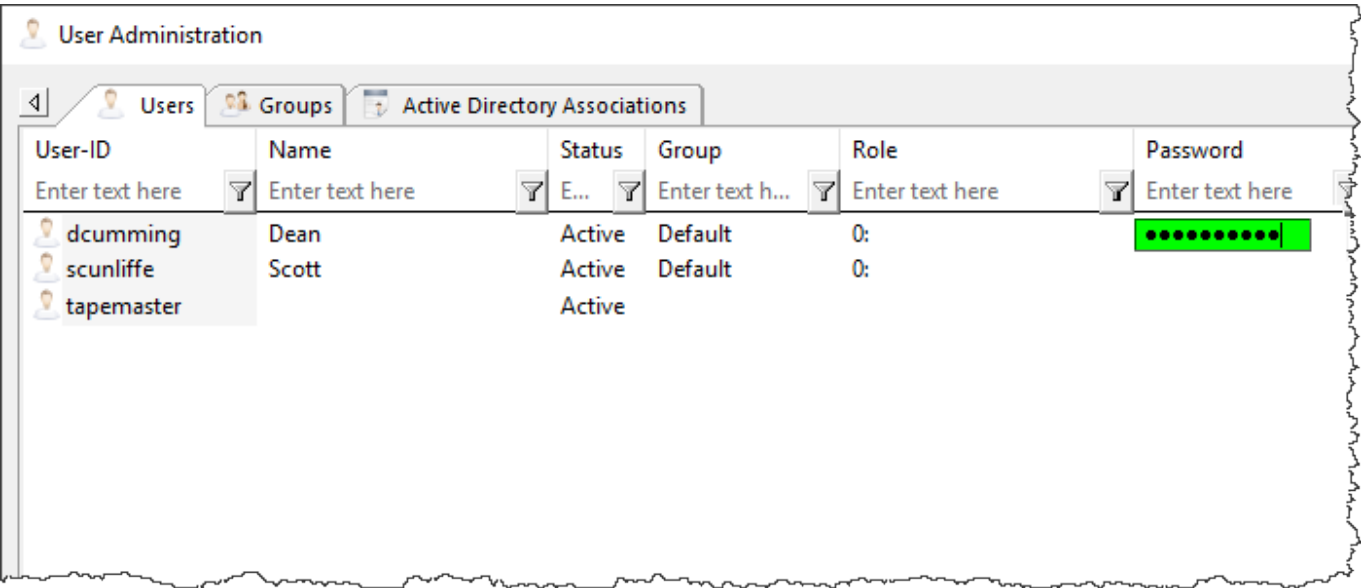 User Administration
Users Groups Active Directory Associations
User-ID Name Status Group Role Password
Enter text here Enter text here E... Enter text h... Enter text here Enter text here
dcumming Dean Active Default 0: ●●●●●●●●●●
scunliffe Scott Active Default 0:
tapemaster Active